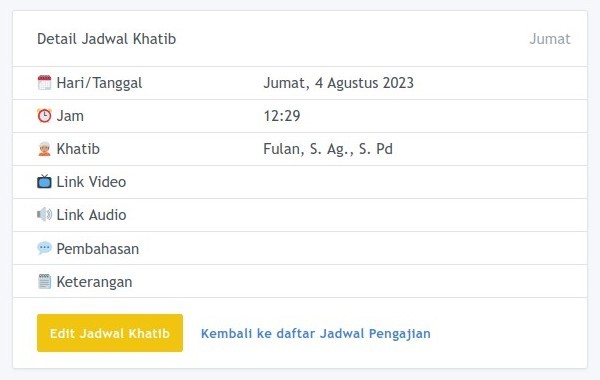 Detail Jadwal Khatib Jumat
Hari/Tanggal Jumat, 4 Agustus 2023
Jam 12:29
Khatib Fulan, S. Ag., S. Pd
Link Video
Link Audio
Pembahasan
Keterangan
Edit Jadwal Khatib Kembali ke daftar Jadwal Pengajian